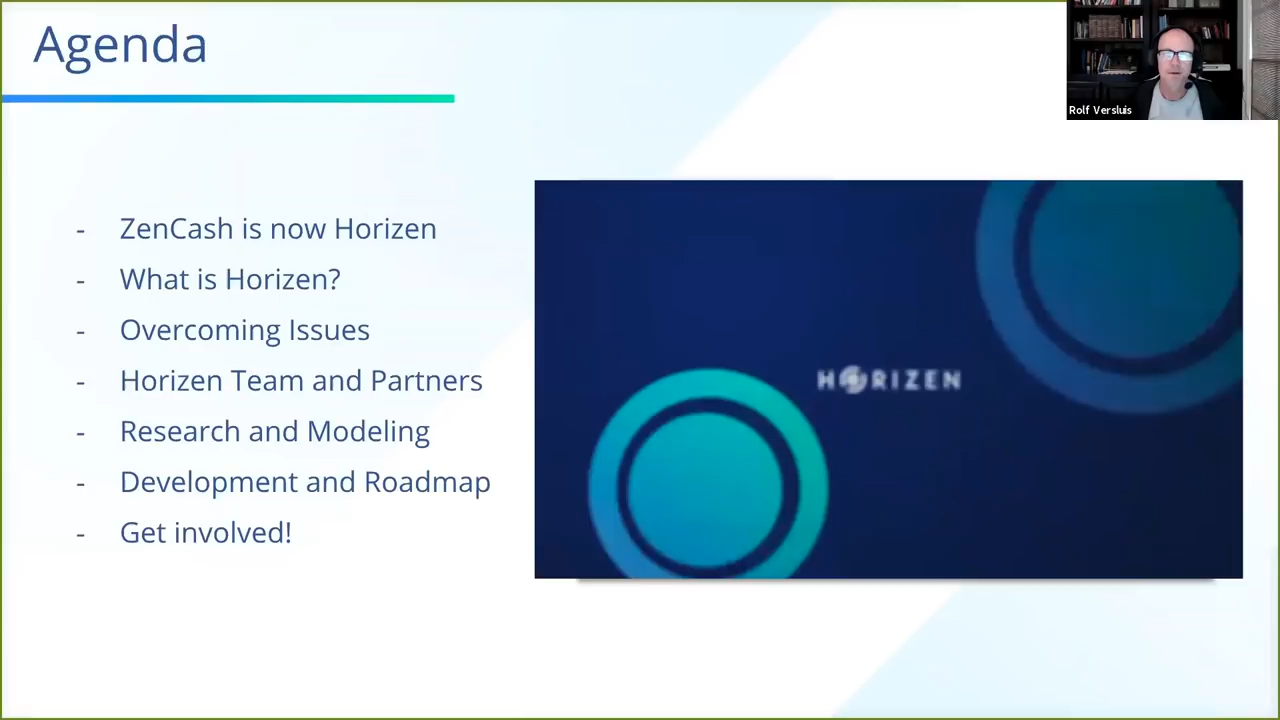 Agenda
Rolf Versluis
- ZenCash is now Horizen
- What is Horizen?
- Overcoming Issues
- Horizen Team and Partners
- Research and Modeling
- Development and Roadmap
- Get involved!
HORIZEN